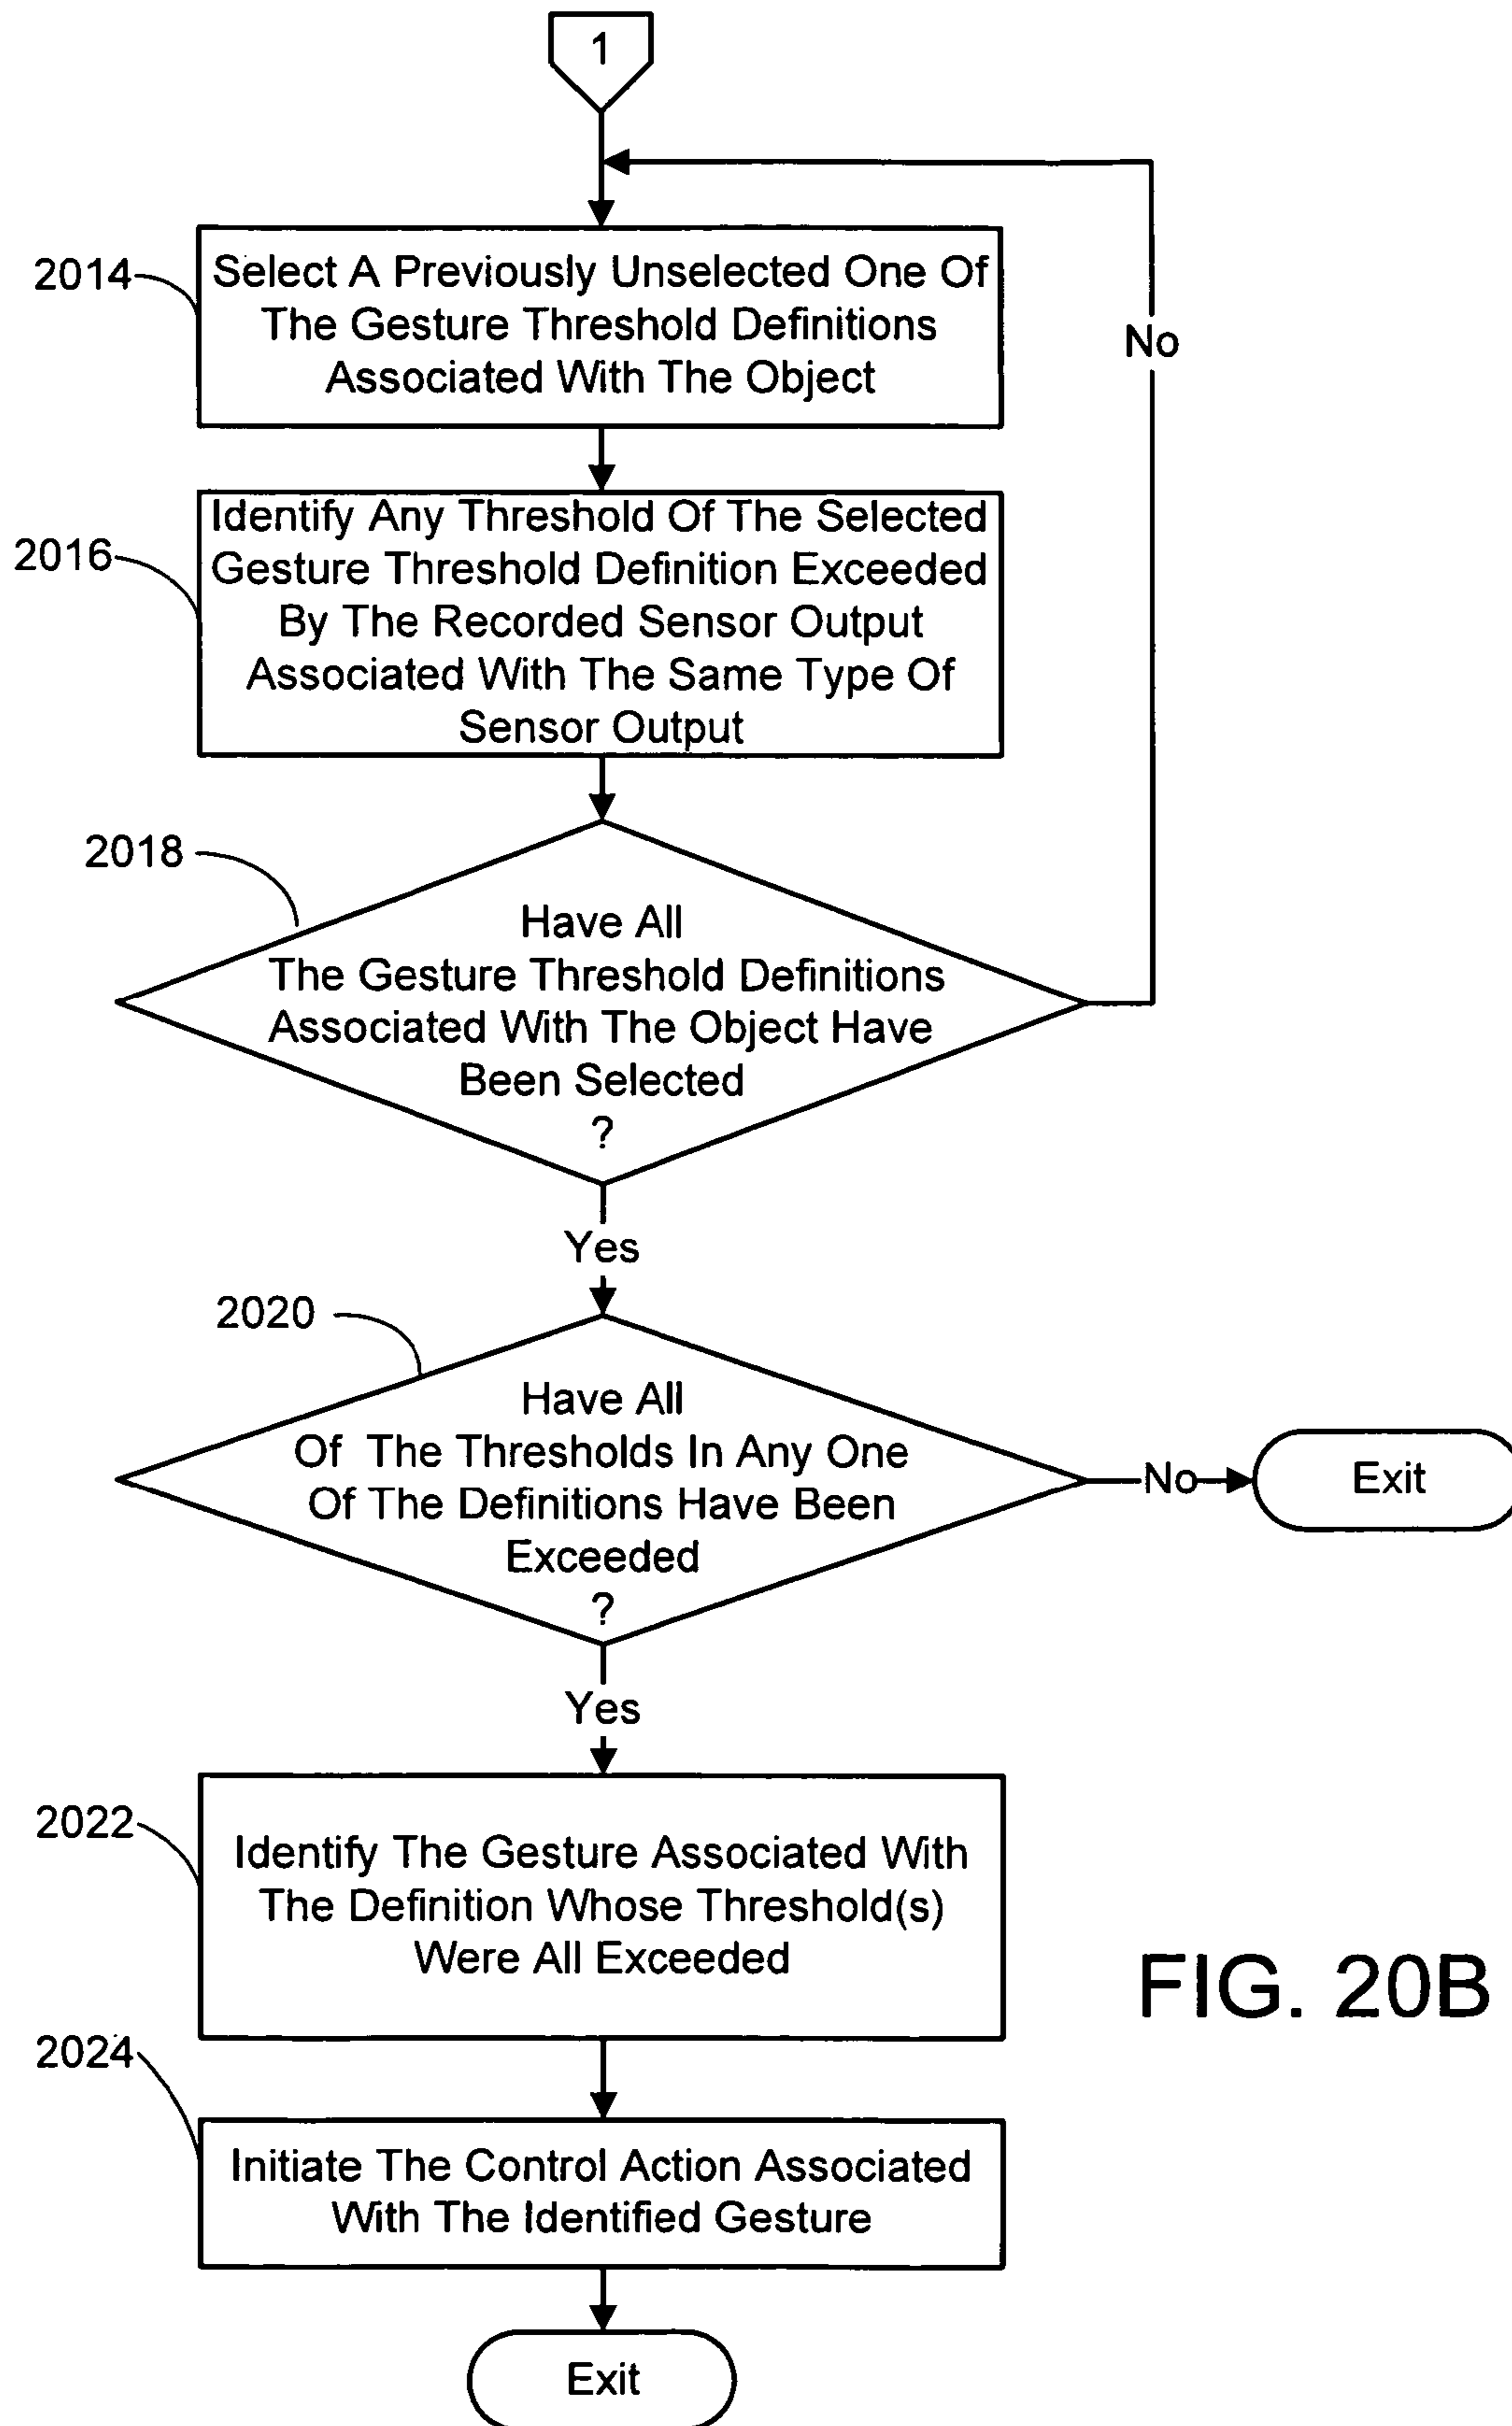 1
2014
Select A Previously Unselected One Of
The Gesture Threshold Definitions
Associated With The Object
No
2016
Identify Any Threshold Of The Selected
Gesture Threshold Definition Exceeded
By The Recorded Sensor Output
Associated With The Same Type Of
Sensor Output
2018
Have All
The Gesture Threshold Definitions
Associated With The Object Have
Been Selected
?
Yes
2020
Have All
Of The Thresholds In Any One
Of The Definitions Have Been
Exceeded
?
No
Exit
Yes
2022
Identify The Gesture Associated With
The Definition Whose Threshold(s)
Were All Exceeded
FIG. 20B
2024
Initiate The Control Action Associated
With The Identified Gesture
Exit